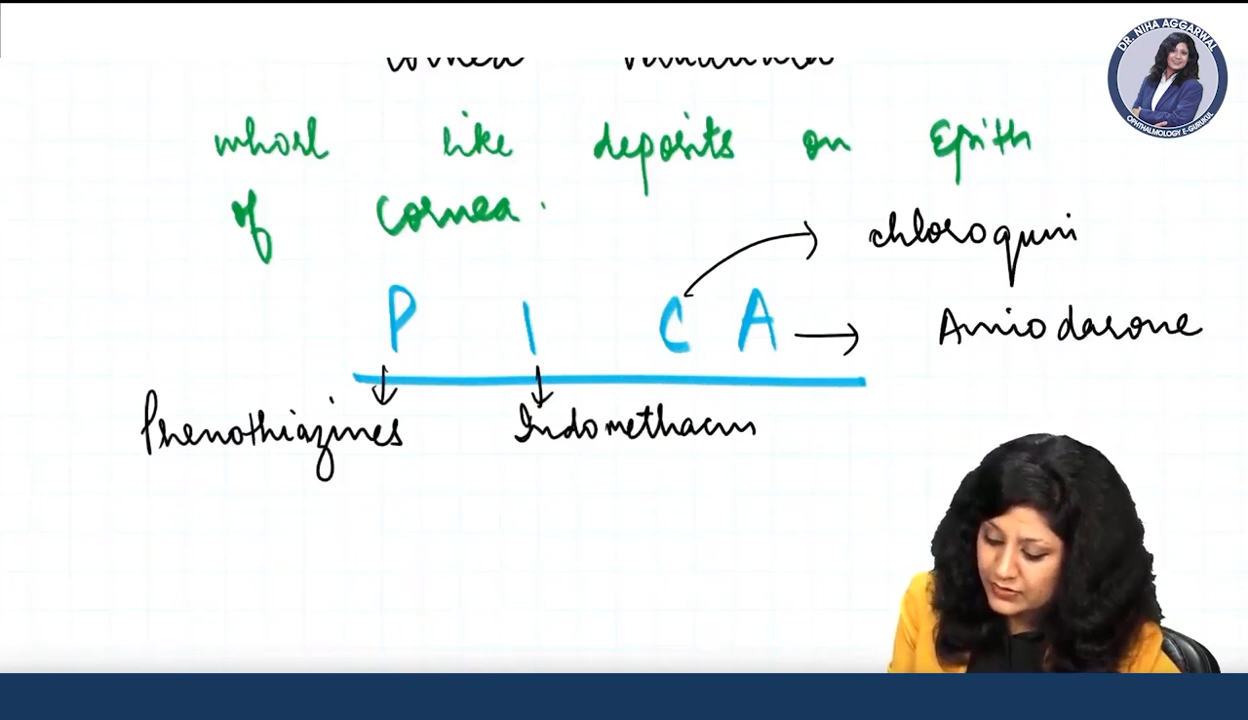 DR. NIHA AGGARWAL
OPHTHALMOLOGY E-GURUKUL
whorl like deposits on Epith
of cornea.
chloroquin
P I C A
Amiodarone
Phenothiazines Indomethacin